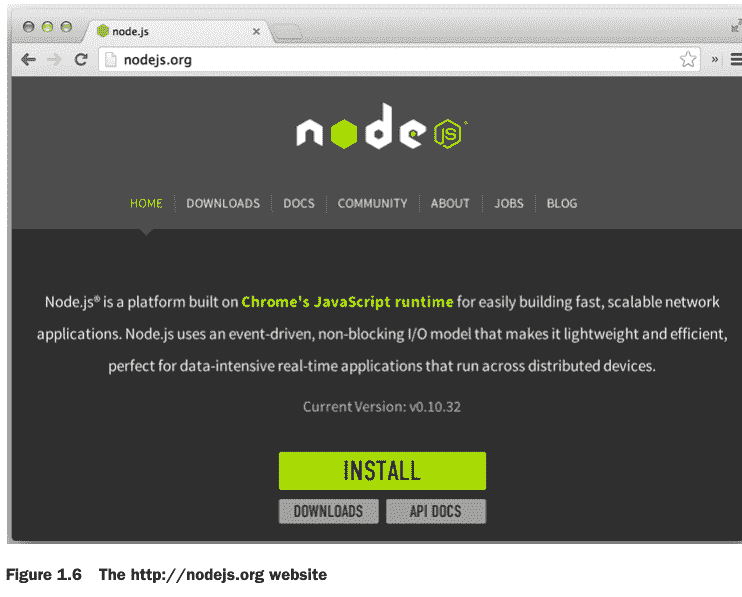 node.js
nodejs.org
node JS
HOME DOWNLOADS DOCS COMMUNITY ABOUT JOBS BLOG
Node.js® is a platform built on Chrome's JavaScript runtime for easily building fast, scalable network
applications. Node.js uses an event-driven, non-blocking I/O model that makes it lightweight and efficient,
perfect for data-intensive real-time applications that run across distributed devices.
Current Version: v0.10.32
INSTALL
DOWNLOADS API DOCS
Figure 1.6 The http://nodejs.org website